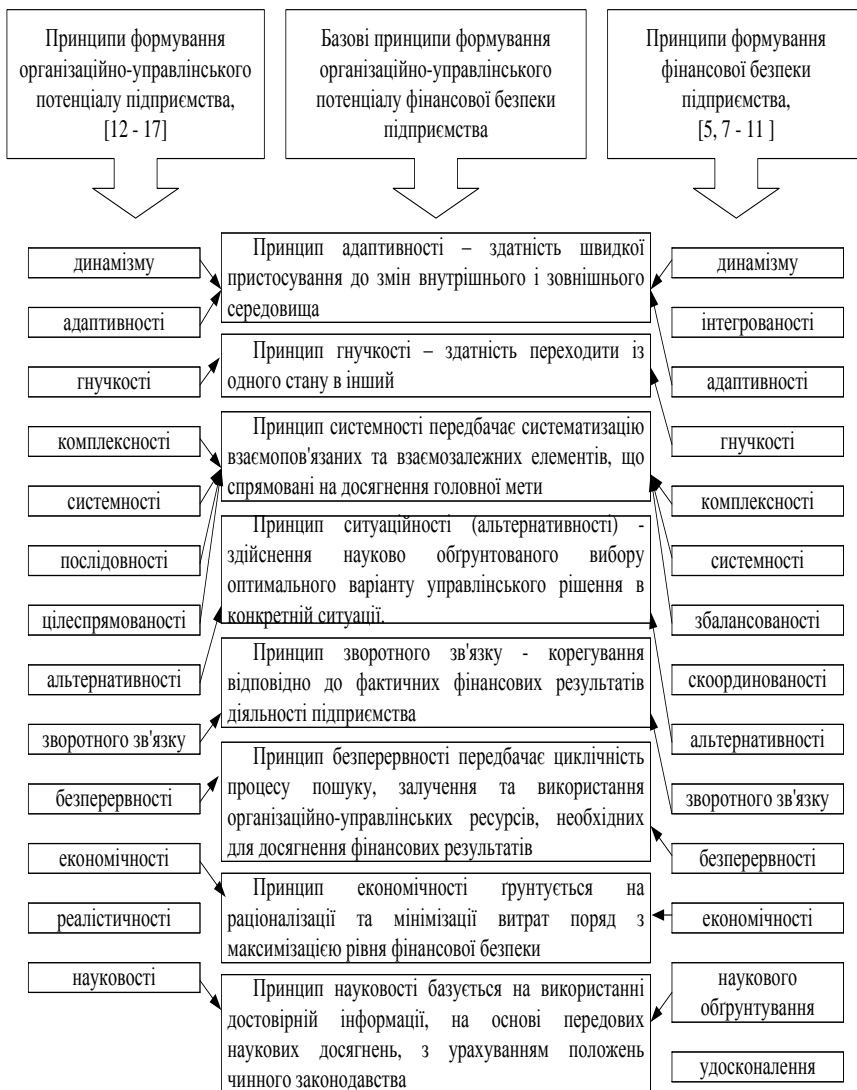 Принципи формування
організаційно-управлінського
потенціалу підприємства,
[12 - 17]
Базові принципи формування
організаційно-управлінського
потенціалу фінансової безпеки
підприємства
Принципи формування
фінансової безпеки
підприємства,
[5, 7 - 11 ]
динамізму
адаптивності
гнучкості
комплексності
системності
послідовності
цілеспрямованості
альтернативності
зворотного зв'язку
безперервності
економічності
реалістичності
науковості
Принцип адаптивності – здатність швидкої
пристосування до змін внутрішнього і зовнішнього
середовища
Принцип гнучкості – здатність переходити із
одного стану в інший
Принцип системності передбачає систематизацію
взаємопов'язаних та взаємозалежних елементів, що
спрямовані на досягнення головної мети
Принцип ситуаційності (альтернативності) -
здійснення науково обґрунтованого вибору
оптимального варіанту управлінського рішення в
конкретній ситуації.
Принцип зворотного зв'язку - корегування
відповідно до фактичних фінансових результатів
діяльності підприємства
Принцип безперервності передбачає циклічність
процесу пошуку, залучення та використання
організаційно-управлінських ресурсів, необхідних
для досягнення фінансових результатів
Принцип економічності ґрунтується на
раціоналізації та мінімізації витрат поряд з
максимізацією рівня фінансової безпеки
Принцип науковості базується на використанні
достовірній інформації, на основі передових
наукових досягнень, з урахуванням положень
чинного законодавства
динамізму
інтегрованості
адаптивності
гнучкості
комплексності
системності
збалансованості
скоординованості
альтернативності
зворотного зв'язку
безперервності
економічності
наукового
обґрунтування
удосконалення